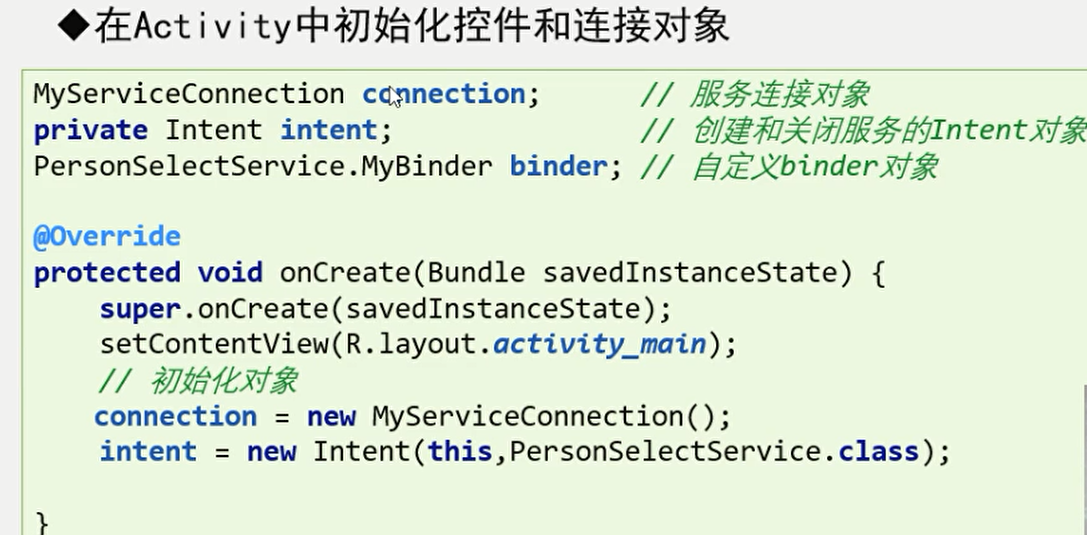 ◆在Activity中初始化控件和连接对象
MyServiceConnection connection; // 服务连接对象
private Intent intent; // 创建和关闭服务的Intent对象
PersonSelectService.MyBinder binder; // 自定义binder对象
@Override
protected void onCreate(Bundle savedInstanceState) {
super.onCreate(savedInstanceState);
setContentView(R.layout.activity_main);
// 初始化对象
connection = new MyServiceConnection();
intent = new Intent(this,PersonSelectService.class);
}